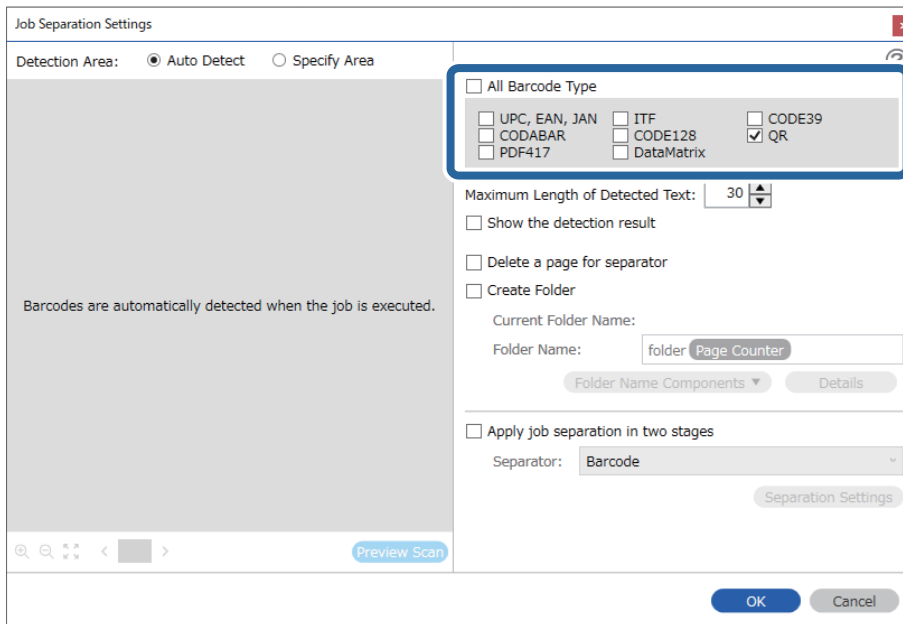 Job Separation Settings
Detection Area: Auto Detect Specify Area
All Barcode Type
UPC, EAN, JAN ITF CODE39
CODABAR CODE128 QR
PDF417 DataMatrix
Maximum Length of Detected Text: 30
Show the detection result
Delete a page for separator
Create Folder
Barcodes are automatically detected when the job is executed.
Current Folder Name:
Folder Name: folder Page Counter
Folder Name Components Details
Apply job separation in two stages
Separator: Barcode
Separation Settings
Preview Scan
OK Cancel